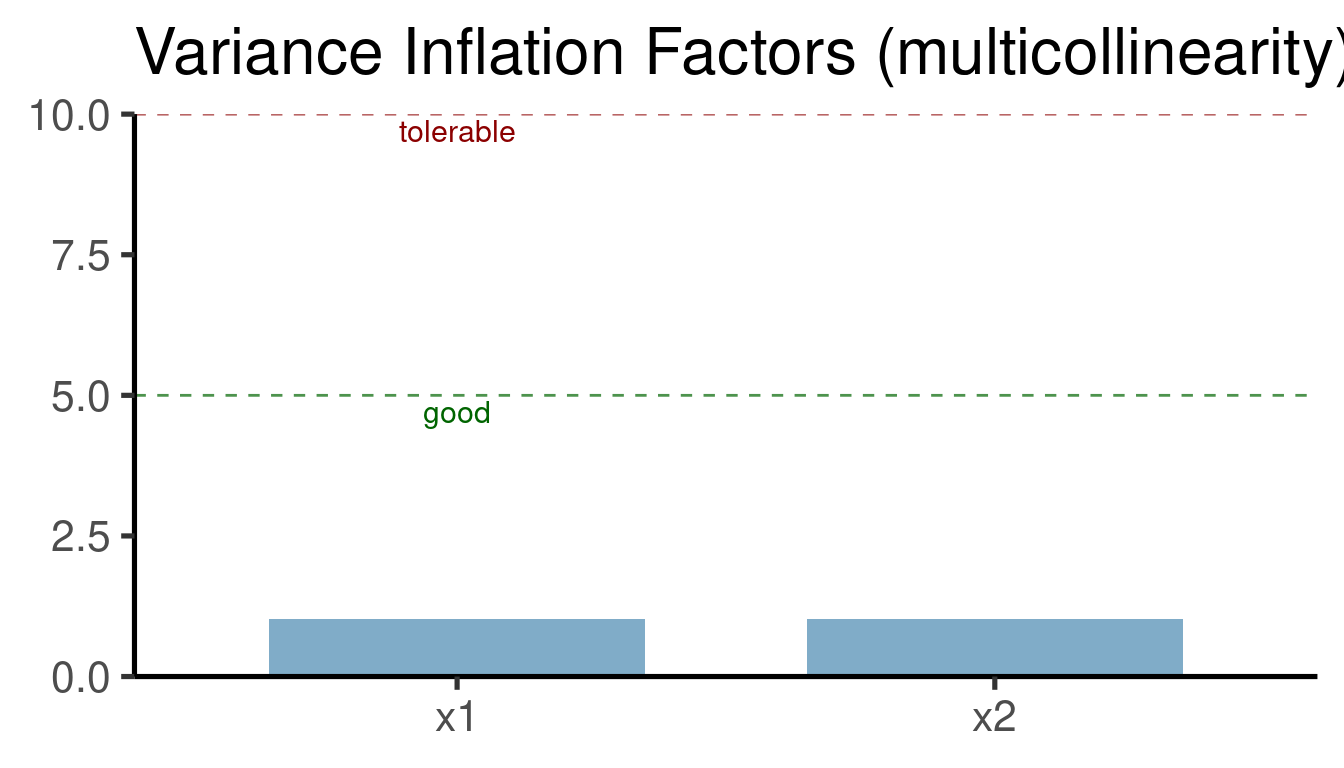 Variance Inflation Factors (multicollinearity)
10.0
tolerable
7.5
5.0
good
2.5
0.0
x1
x2